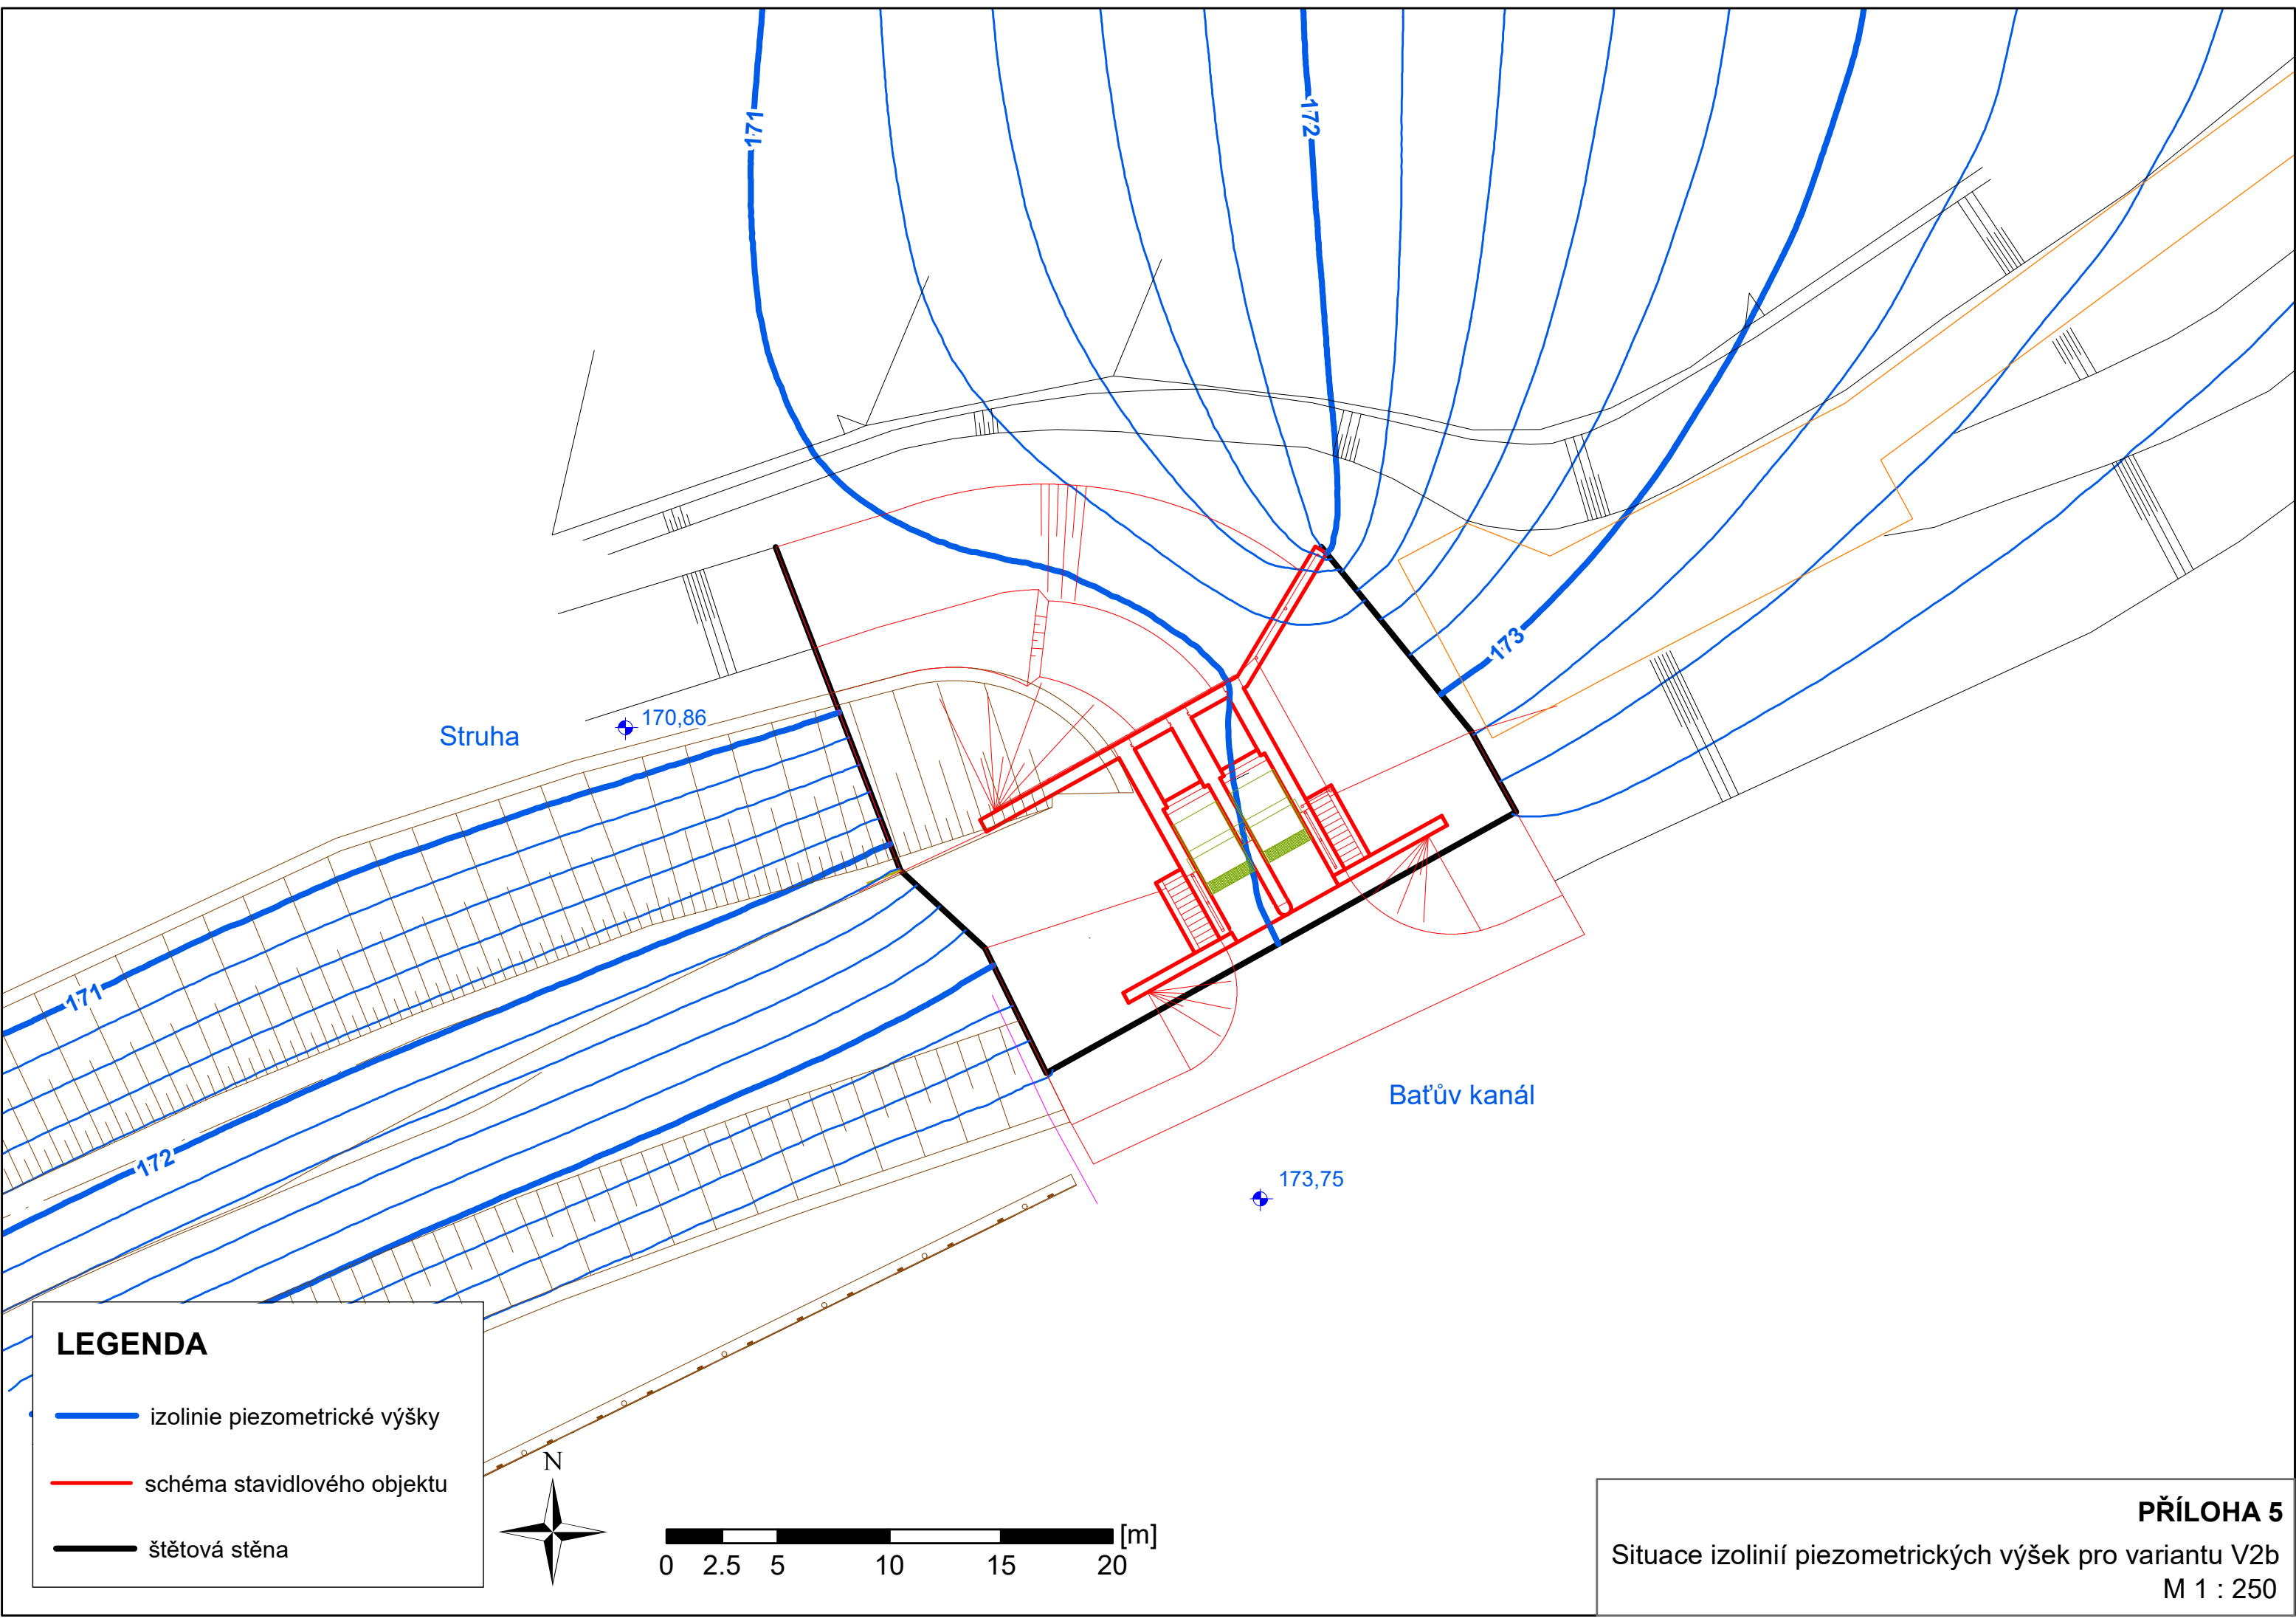 171
172
173
Struha
170,86
171
172
Baťův kanál
173,75
LEGENDA
izolinie piezometrické výšky
schéma stavidlového objektu
štětová stěna
N
[m]
0 2.5 5 10 15 20
PŘÍLOHA 5
Situace izolinií piezometrických výšek pro variantu V2b
M 1 : 250